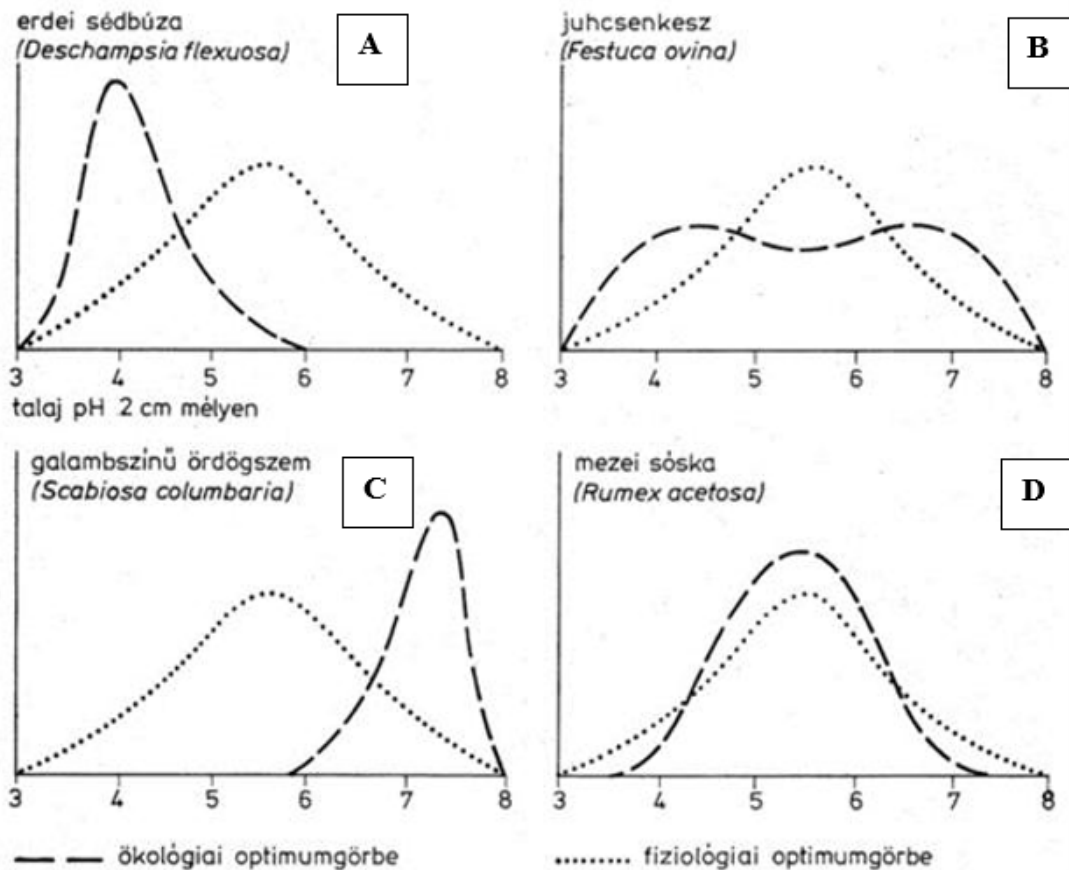 erdei sédbúza
(Deschampsia flexuosa)
A
3 4 5 6 7 8
talaj pH 2 cm mélyen
juhcsenkesz
(Festuca ovina)
B
3 4 5 6 7 8
galambszínű ördögszem
(Scabiosa columbaria)
C
3 4 5 6 7 8
mezei sóska
(Rumex acetosa)
D
3 4 5 6 7 8
ökológiai optimumgörbe
fiziológiai optimumgörbe